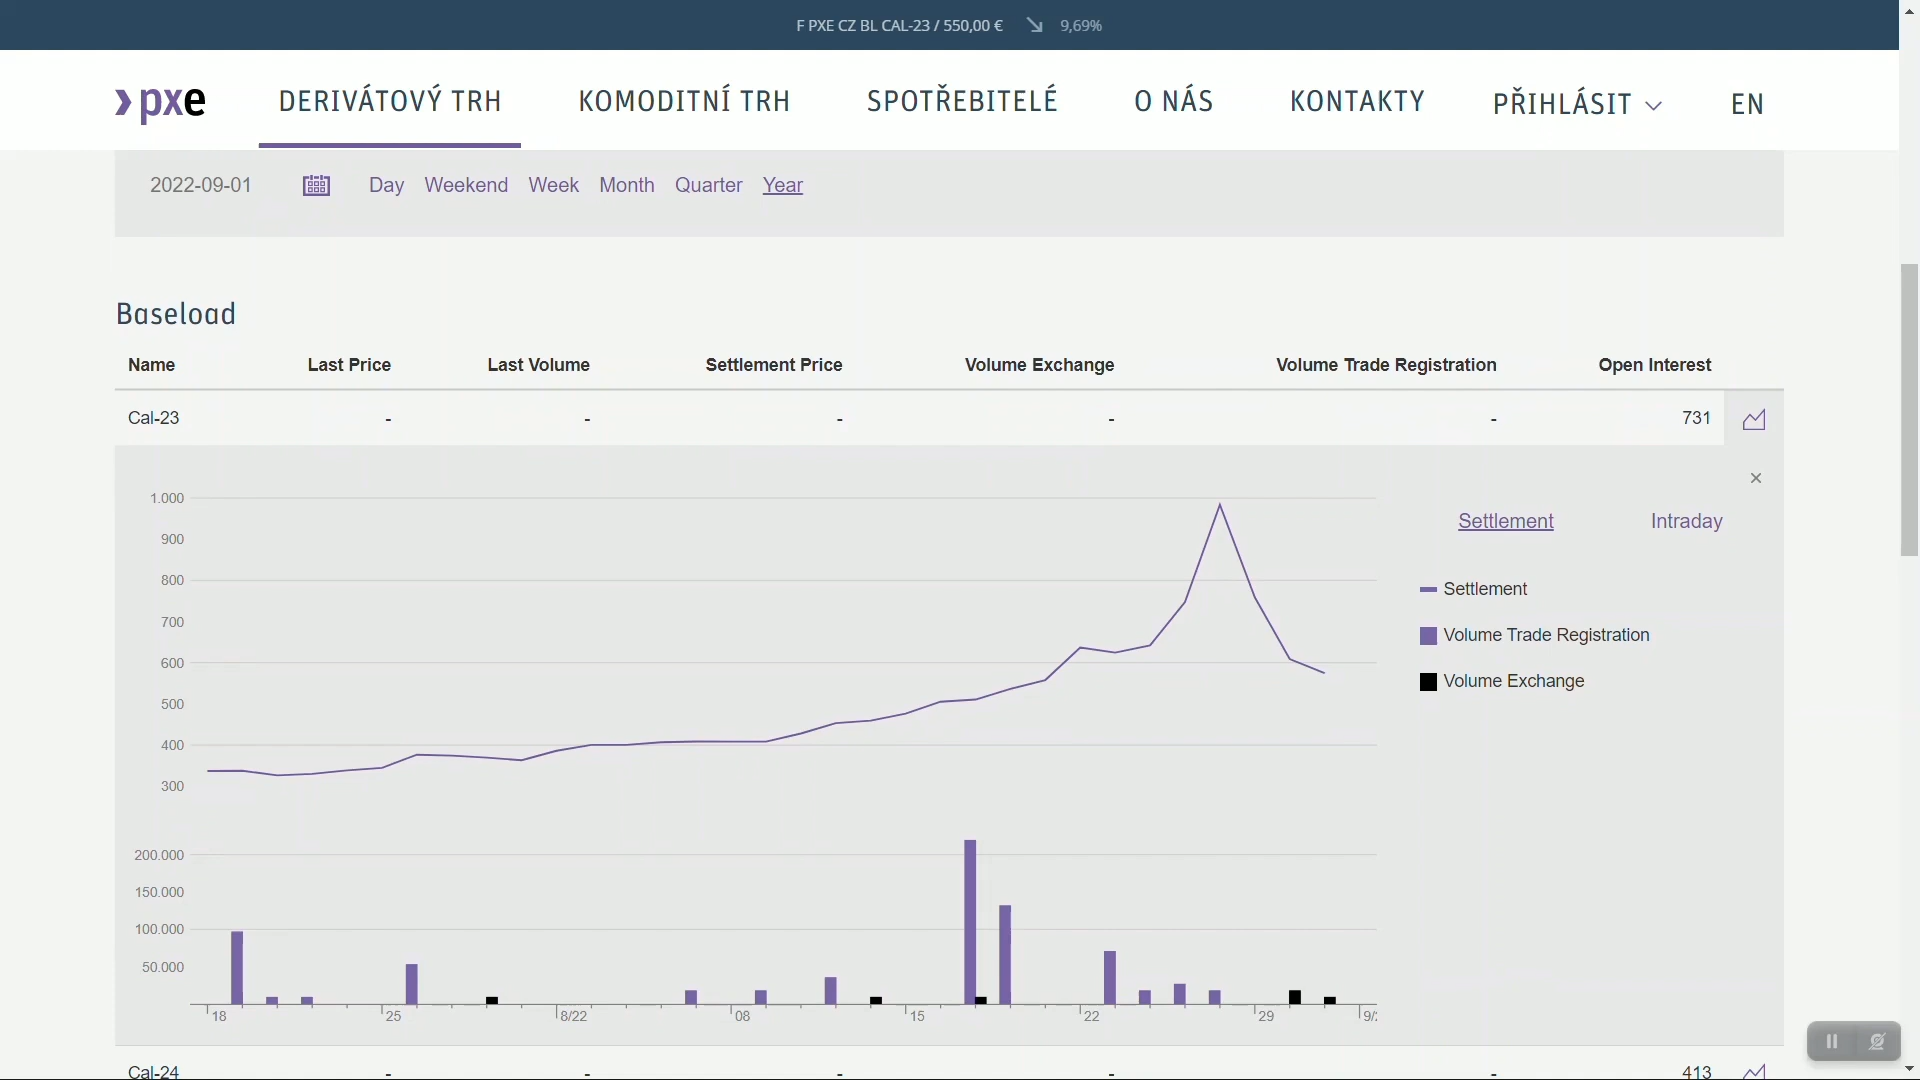 F PXE CZ BL CAL-23 / 550,00 € 9,69%
pxe DERIVÁTOVÝ TRH KOMODITNÍ TRH SPOTŘEBITELÉ O NÁS KONTAKTY PŘIHLÁSIT EN
2022-09-01 Day Weekend Week Month Quarter Year
Baseload
Name Last Price Last Volume Settlement Price Volume Exchange Volume Trade Registration Open Interest
Cal-23 - - - - - 731
×
1.000
900
800
700
600
500
400
300
200.000
150.000
100.000
50.000
18 25 8/22 08 15 22 29 9/2
Settlement Intraday
Settlement
Volume Trade Registration
Volume Exchange
Cal-24 - - - - - 413